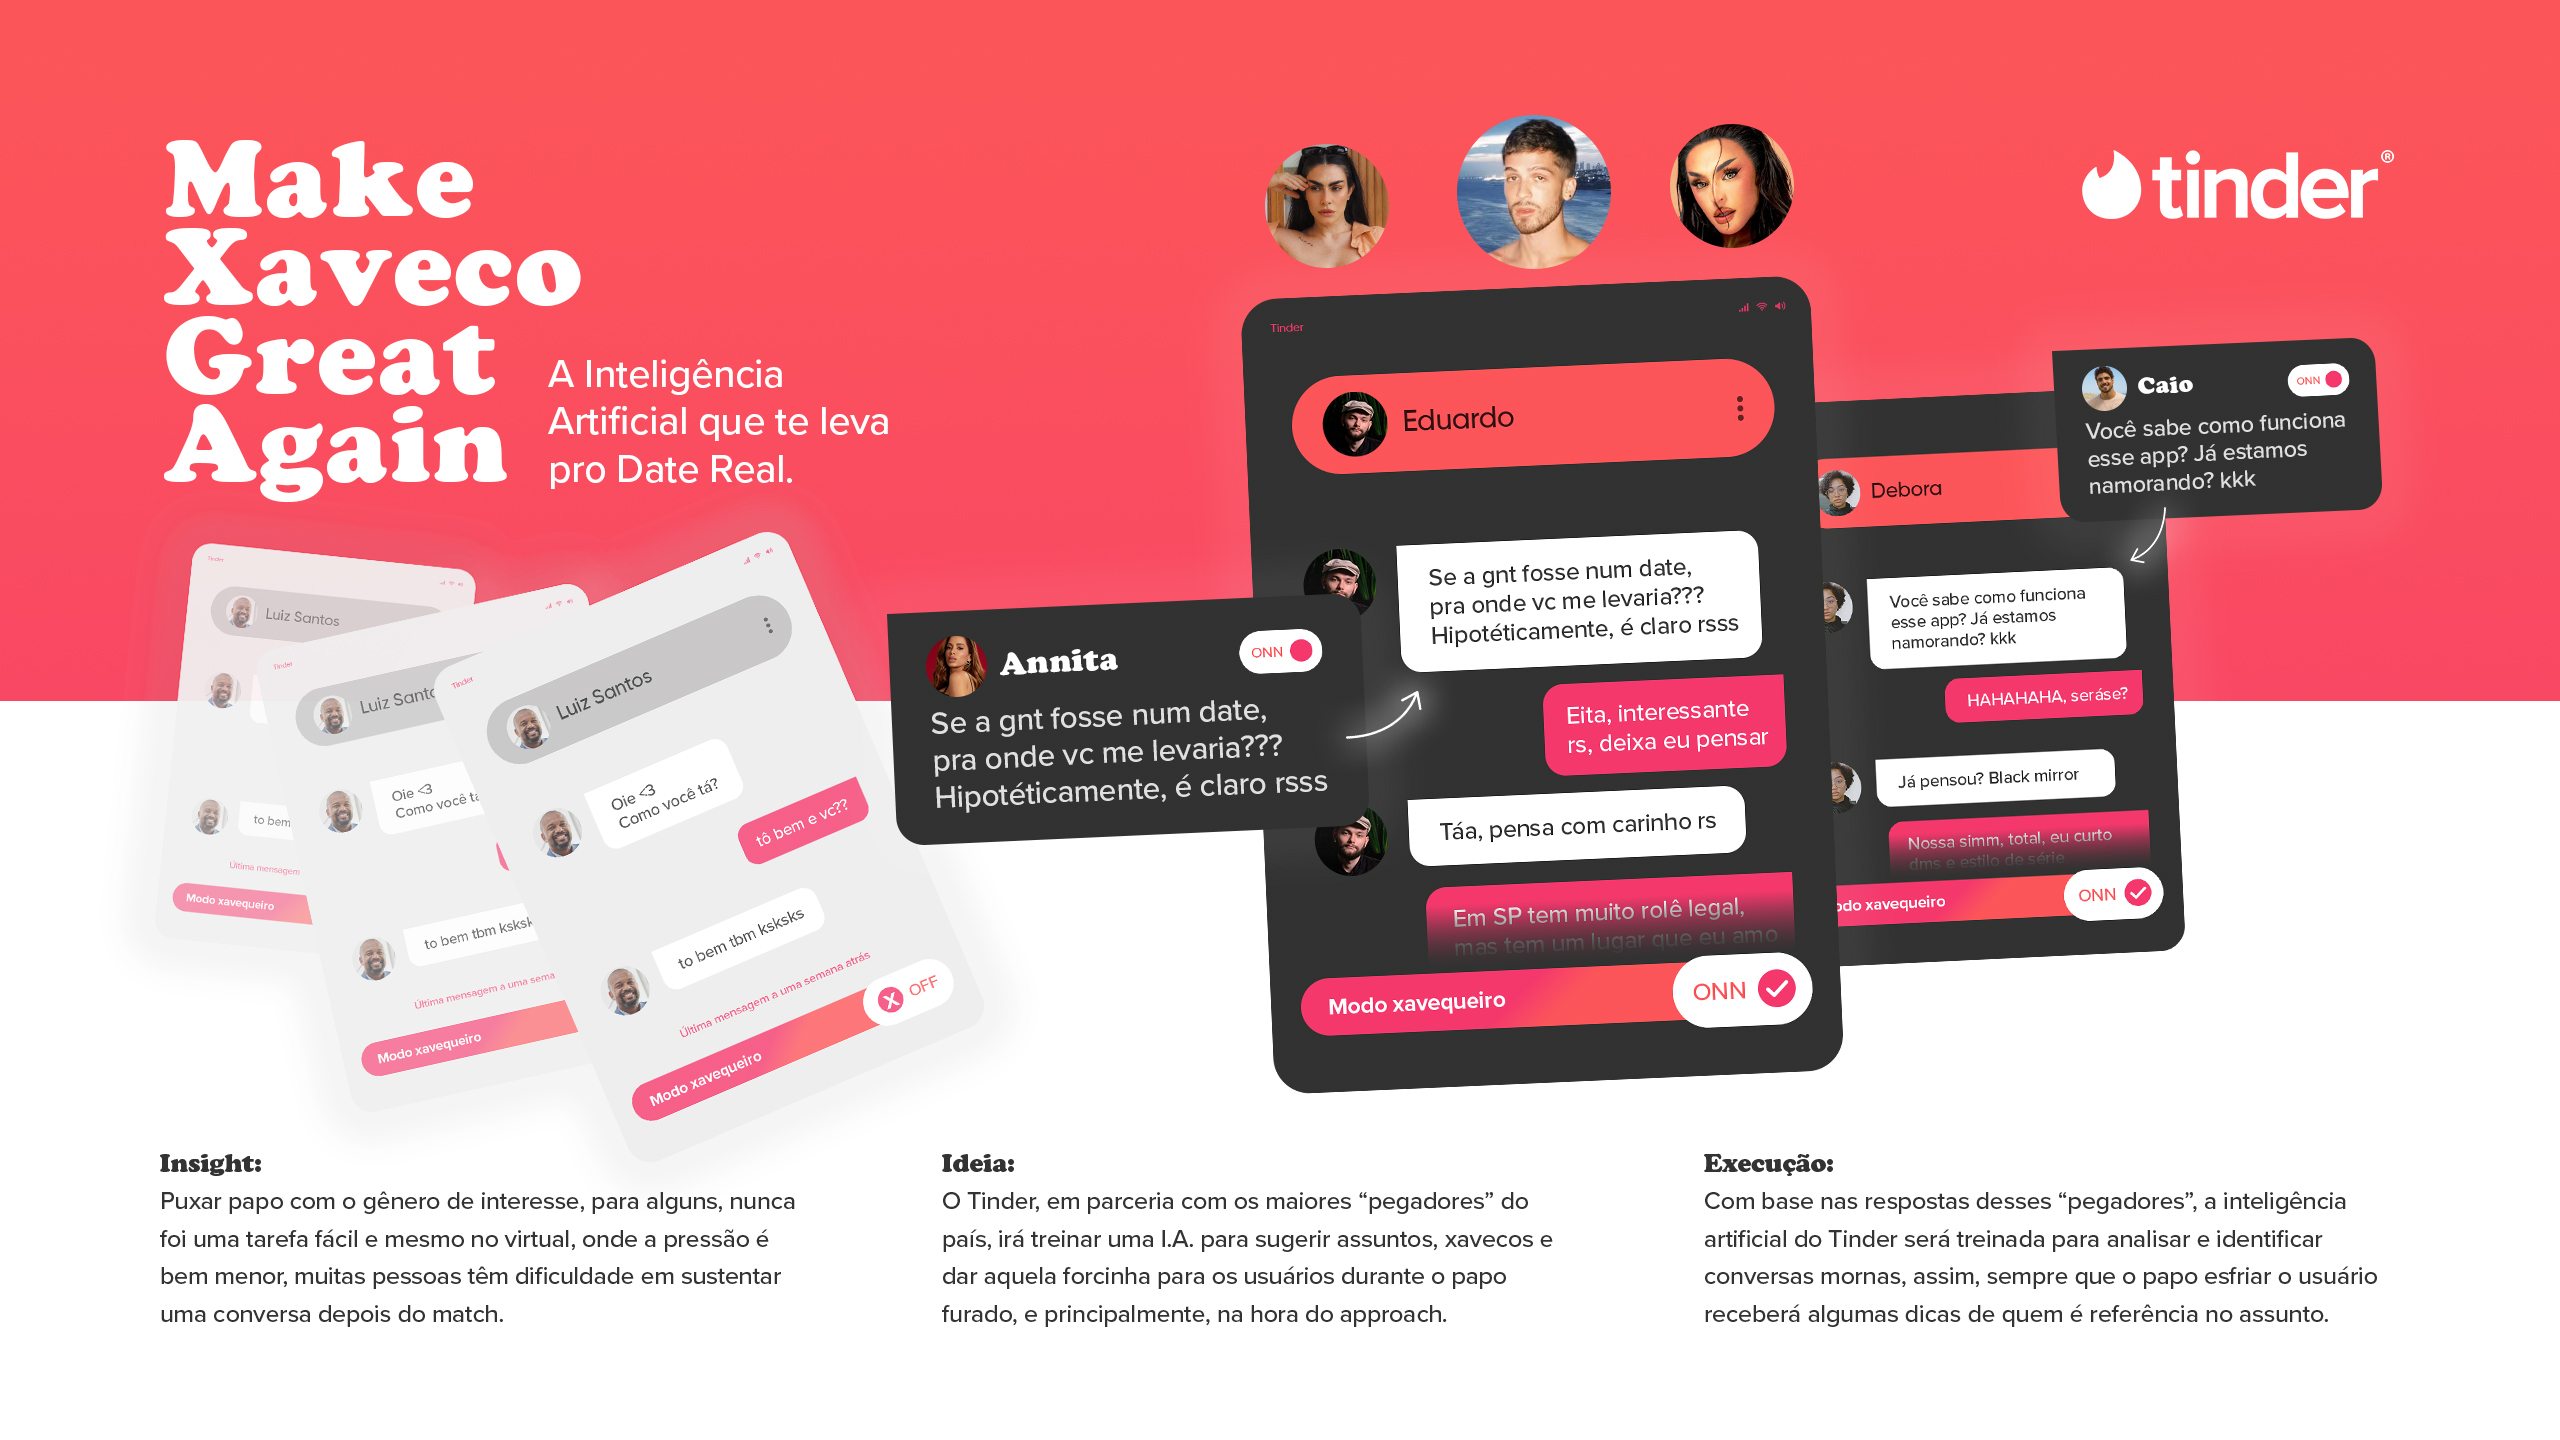 Make
Xaveco
Great
Again
A Inteligência
Artificial que te leva
pro Date Real.
tinder®
Tinder
Luiz Santos
to bem
Última mensagem
Modo xavequeiro
Tinder
Luiz
Oie <3
Como você
to bem tbm
Última mensagem a uma
Modo xavequeiro
Tinder
Luiz Santos
Oie <3
Como você tá?
tô bem e vc??
to bem tbm ksksks
Última mensagem a uma semana atrás
Modo xavequeiro
X OFF
Annita
ONN
Se a gnt fosse num date,
pra onde vc me levaria???
Hipotéticamente, é claro rsss
Tinder
Eduardo
Se a gnt fosse num date,
pra onde vc me levaria???
Hipotéticamente, é claro rsss
Eita, interessante
rs, deixa eu pensar
Táa, pensa com carinho rs
Em SP tem muito rolê legal,
mas tem um lugar que eu amo
Modo xavequeiro
ONN
Caio
ONN
Você sabe como funciona
esse app? Já estamos
namorando? kkk
Debora
Você sabe como funciona
esse app? Já estamos
namorando? kkk
HAHAHAHA, seráse?
Já pensou? Black mirror
Nossa simm, total, eu curto
dms e estilo de série
xavequeiro
ONN
Insight:
Puxar papo com o gênero de interesse, para alguns, nunca
foi uma tarefa fácil e mesmo no virtual, onde a pressão é
bem menor, muitas pessoas têm dificuldade em sustentar
uma conversa depois do match.
Ideia:
O Tinder, em parceria com os maiores “pegadores” do
país, irá treinar uma I.A. para sugerir assuntos, xavecos e
dar aquela forcinha para os usuários durante o papo
furado, e principalmente, na hora do approach.
Execução:
Com base nas respostas desses “pegadores”, a inteligência
artificial do Tinder será treinada para analisar e identificar
conversas mornas, assim, sempre que o papo esfriar o usuário
receberá algumas dicas de quem é referência no assunto.